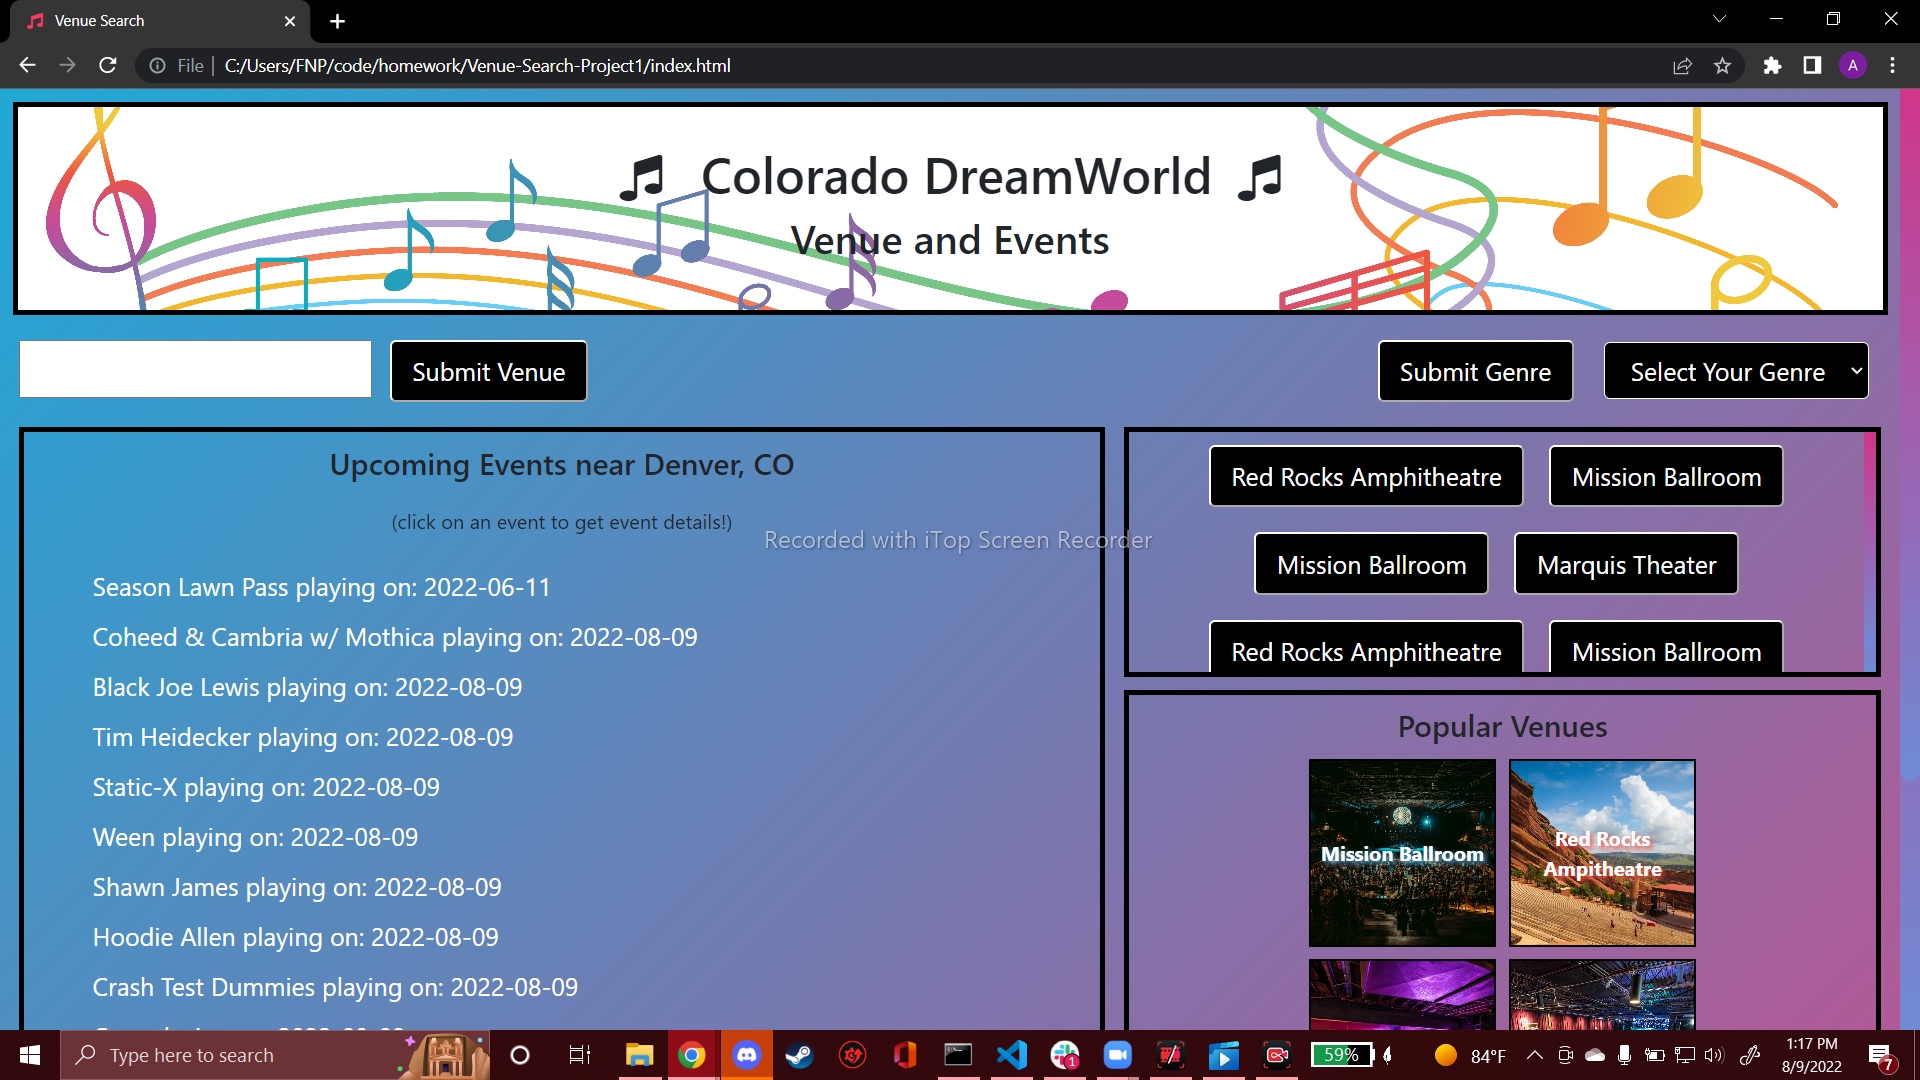 Venue Search
File
C:/Users/FNP/code/homework/Venue-Search-Project1/index.html
A
Colorado DreamWorld
Venue and Events
Submit Venue
Submit Genre
Select Your Genre
Upcoming Events near Denver, CO
(click on an event to get event details!)
Season Lawn Pass playing on: 2022-06-11
Coheed & Cambria w/ Mothica playing on: 2022-08-09
Black Joe Lewis playing on: 2022-08-09
Tim Heidecker playing on: 2022-08-09
Static-X playing on: 2022-08-09
Ween playing on: 2022-08-09
Shawn James playing on: 2022-08-09
Hoodie Allen playing on: 2022-08-09
Crash Test Dummies playing on: 2022-08-09
Recorded with iTop Screen Recorder
Red Rocks Amphitheatre
Mission Ballroom
Mission Ballroom
Marquis Theater
Red Rocks Amphitheatre
Mission Ballroom
Popular Venues
Mission Ballroom
Red Rocks
Ampitheatre
Type here to search
1
59%
84°F
1:17 PM
8/9/2022
7